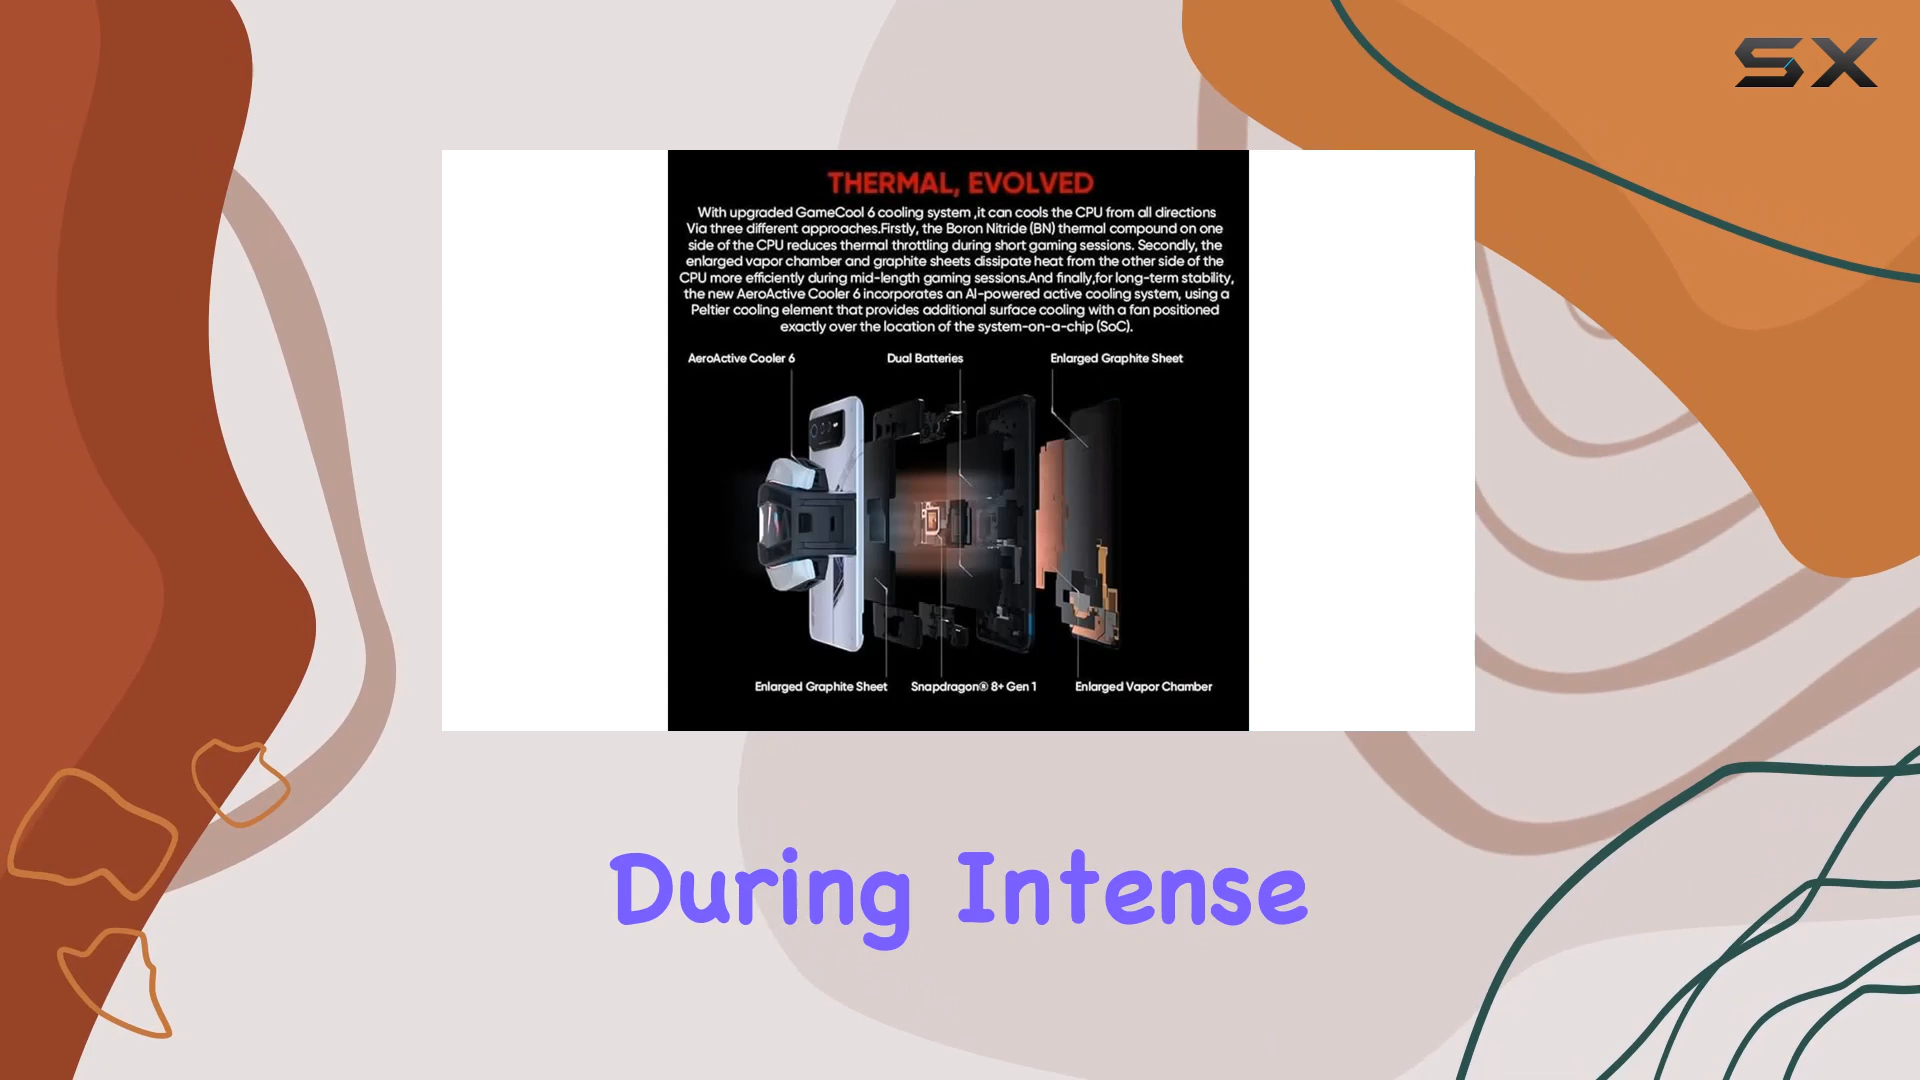 SX
THERMAL, EVOLVED
With upgraded GameCool 6 cooling system ,it can cools the CPU from all directions
Via three different approaches.Firstly, the Boron Nitride (BN) thermal compound on one
side of the CPU reduces thermal throttling during short gaming sessions. Secondly, the
enlarged vapor chamber and graphite sheets dissipate heat from the other side of the
CPU more efficiently during mid-length gaming sessions.And finally,for long-term stability,
the new AeroActive Cooler 6 incorporates an AI-powered active cooling system, using a
Peltier cooling element that provides additional surface cooling with a fan positioned
exactly over the location of the system-on-a-chip (SoC).
AeroActive Cooler 6 Dual Batteries Enlarged Graphite Sheet
Enlarged Graphite Sheet Snapdragon® 8+ Gen 1 Enlarged Vapor Chamber
During Intense